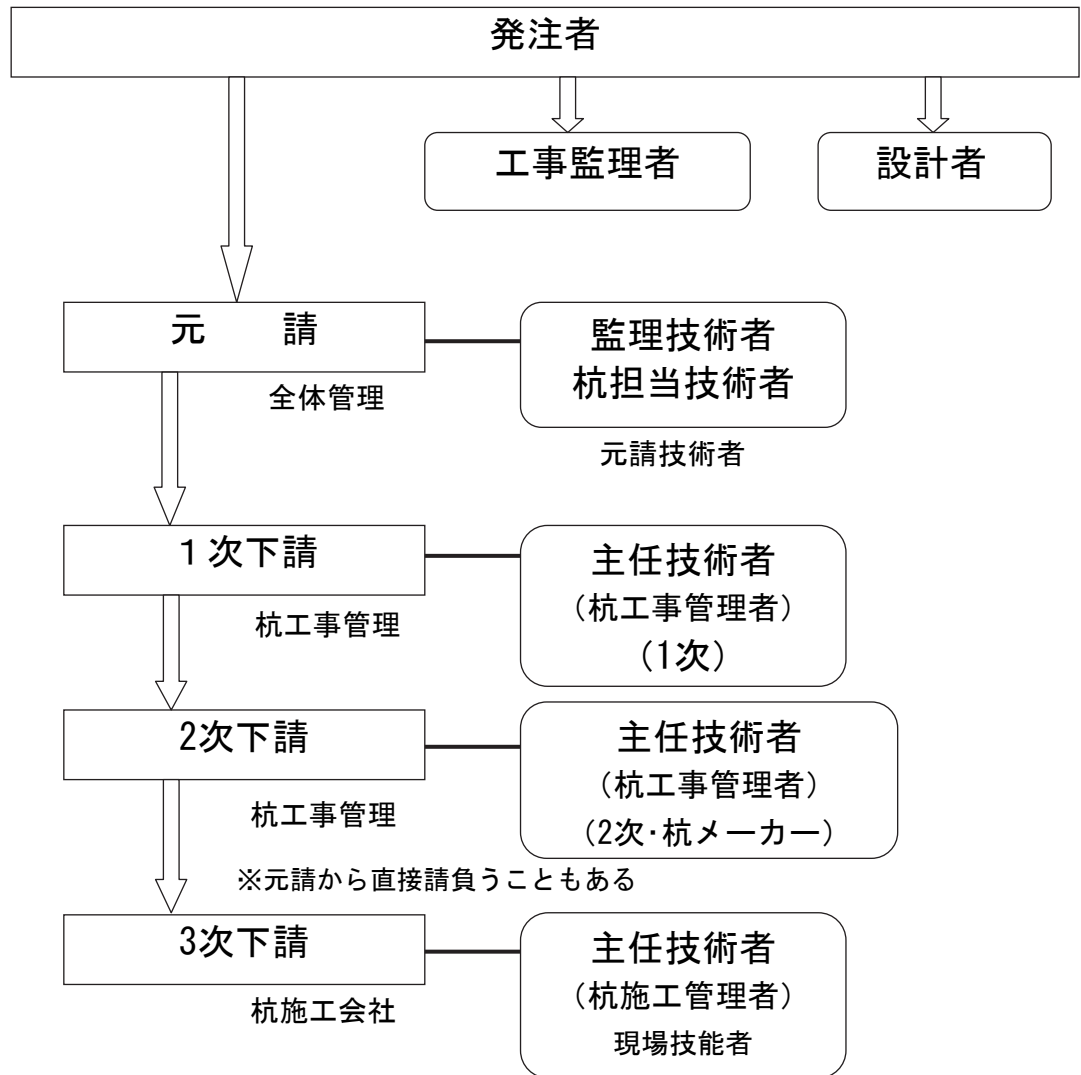 発注者
工事監理者
設計者
元　　請
全体管理
監理技術者
杭担当技術者
元請技術者
１次下請
杭工事管理
主任技術者
（杭工事管理者）
（1次）
2次下請
杭工事管理
主任技術者
（杭工事管理者）
（2次・杭メーカー）
※元請から直接請負うこともある
3次下請
杭施工会社
主任技術者
（杭施工管理者）
現場技能者